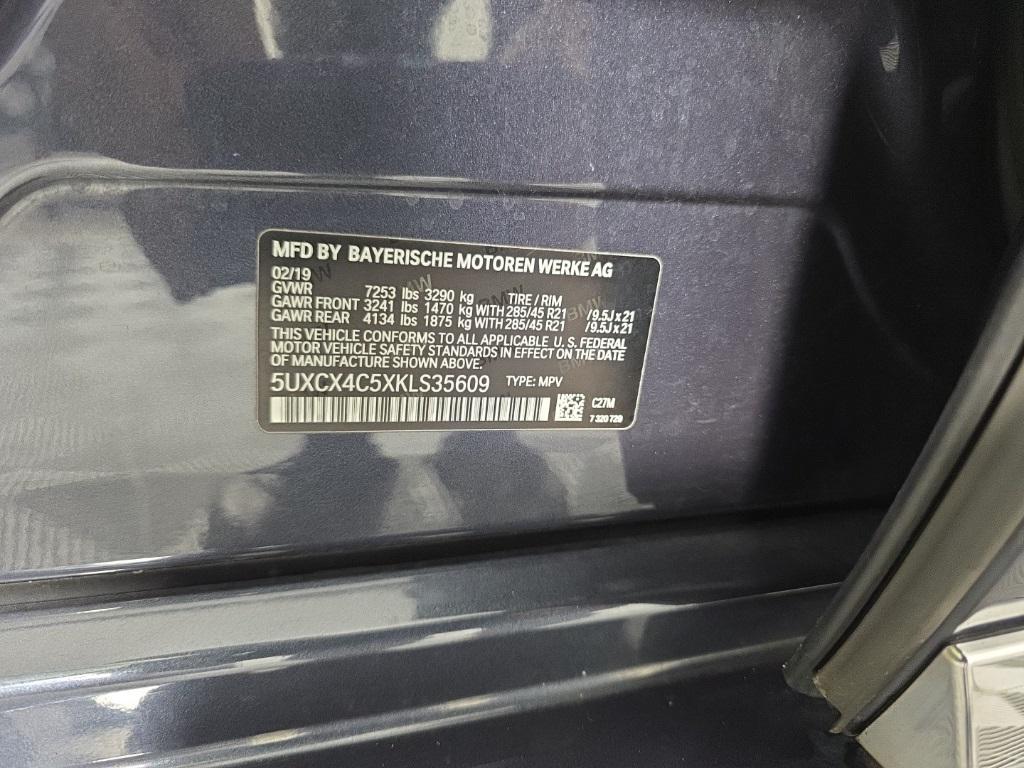 MFD BY BAYERISCHE MOTOREN WERKE AG
02/19
GVWR 7253 lbs 3290 kg TIRE / RIM
GAWR FRONT 3241 lbs 1470 kg WITH 285/45 R21 /9.5J x 21
GAWR REAR 4134 lbs 1875 kg WITH 285/45 R21 /9.5J x 21
THIS VEHICLE CONFORMS TO ALL APPLICABLE U.S. FEDERAL
MOTOR VEHICLE SAFETY STANDARDS IN EFFECT ON THE DATE
OF MANUFACTURE SHOWN ABOVE.
5UXCX4C5XKLS35609 TYPE: MPV
C27M
7 320 729